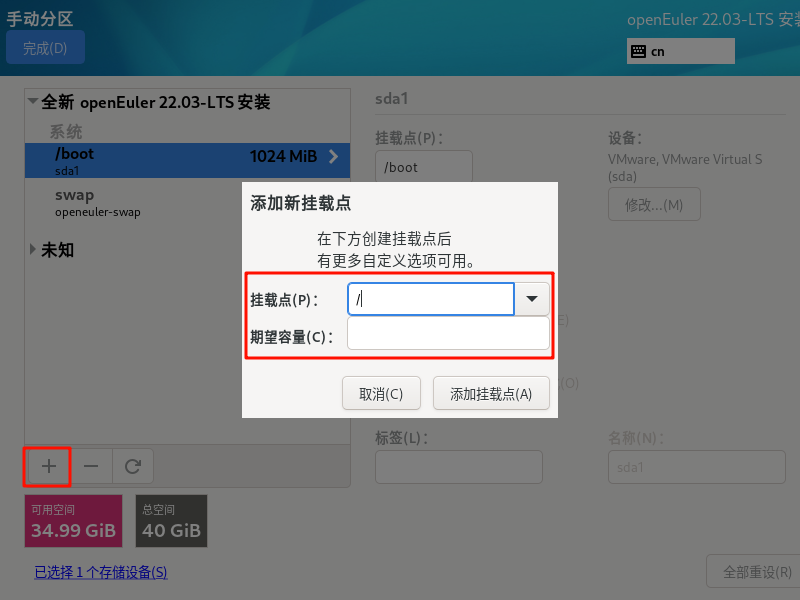 手动分区
openEuler 22.03-LTS 安
完成(D)
cn
全新 openEuler 22.03-LTS 安装
系统
/boot
1024 MiB
sda1
swap
openeuler-swap
未知
sda1
挂载点(P)：
/boot
设备：
VMware, VMware Virtual S
(sda)
修改...(M)
添加新挂载点
在下方创建挂载点后
有更多自定义选项可用。
挂载点(P)：
/
期望容量(C)：
取消(C)
添加挂载点(A)
E)
(O)
标签(L)：
名称(N)：
sda1
可用空间
34.99 GiB
总空间
40 GiB
已选择 1 个存储设备(S)
全部重设(R)